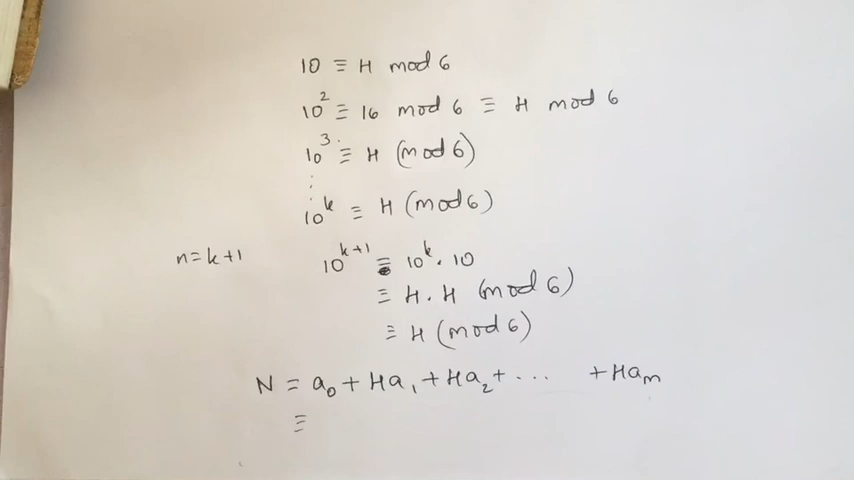 10 ≡ 4 mod 6
10² ≡ 16 mod 6 ≡ 4 mod 6
10³ ≡ 4 (mod 6)
⋮
10ᵏ ≡ 4 (mod 6)
n=k+1 10ᵏ⁺¹ ≡ 10ᵏ . 10
≡ 4 . 4 (mod 6)
≡ 4 (mod 6)
N = a₀ + 4a₁ + 4a₂ + ... + 4aₘ
≡